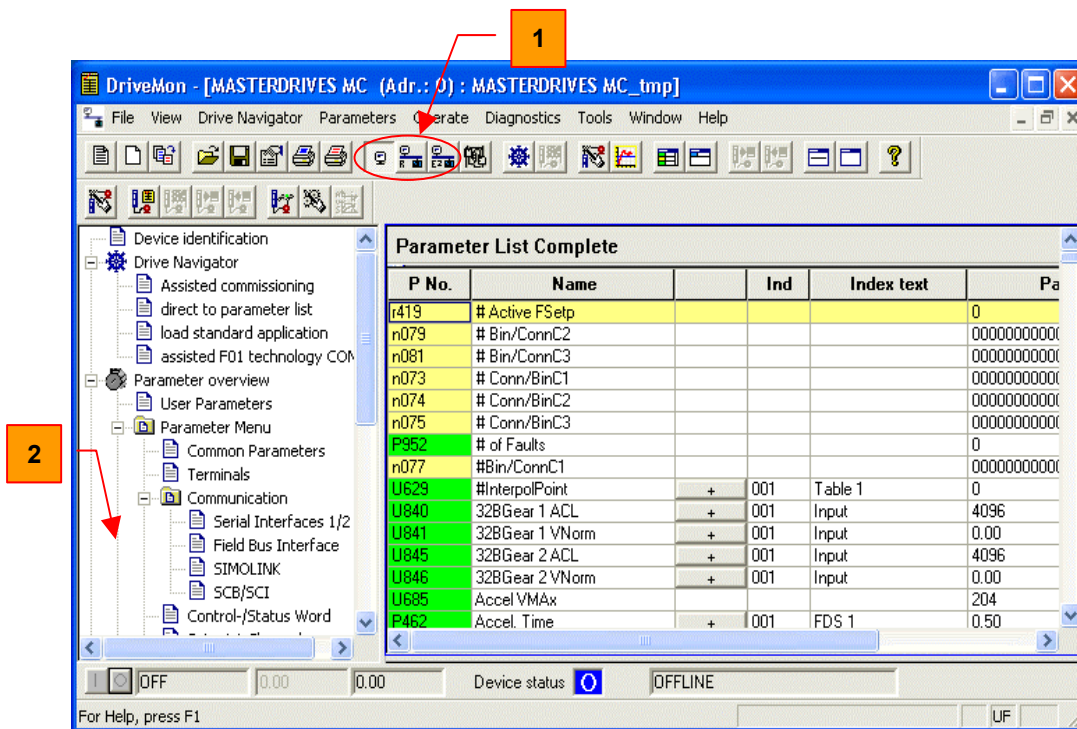 1
DriveMon - [MASTERDRIVES MC (Adr.: 0) : MASTERDRIVES MC_tmp]
File View Drive Navigator Parameters Operate Diagnostics Tools Window Help
R E2
Device identification
Drive Navigator
Assisted commissioning
direct to parameter list
load standard application
assisted F01 technology COM
Parameter overview
User Parameters
Parameter Menu
Common Parameters
Terminals
Communication
Serial Interfaces 1/2
Field Bus Interface
SIMOLINK
SCB/SCI
Control-/Status Word
2
Parameter List Complete
P No. Name Ind Index text Pa
r419 # Active FSetp 0
n079 # Bin/ConnC2 00000000000
n081 # Bin/ConnC3 00000000000
n073 # Conn/BinC1 00000000000
n074 # Conn/BinC2 00000000000
n075 # Conn/BinC3 00000000000
P952 # of Faults 0
n077 #Bin/ConnC1 00000000000
U629 #InterpolPoint + 001 Table 1 0
U840 32BGear 1 ACL + 001 Input 4096
U841 32BGear 1 VNorm + 001 Input 0.00
U845 32BGear 2 ACL + 001 Input 4096
U846 32BGear 2 VNorm + 001 Input 0.00
U685 Accel VMAx 204
P462 Accel. Time + 001 FDS 1 0.50
I O OFF 0.00 0.00 Device status O OFFLINE
For Help, press F1 UF